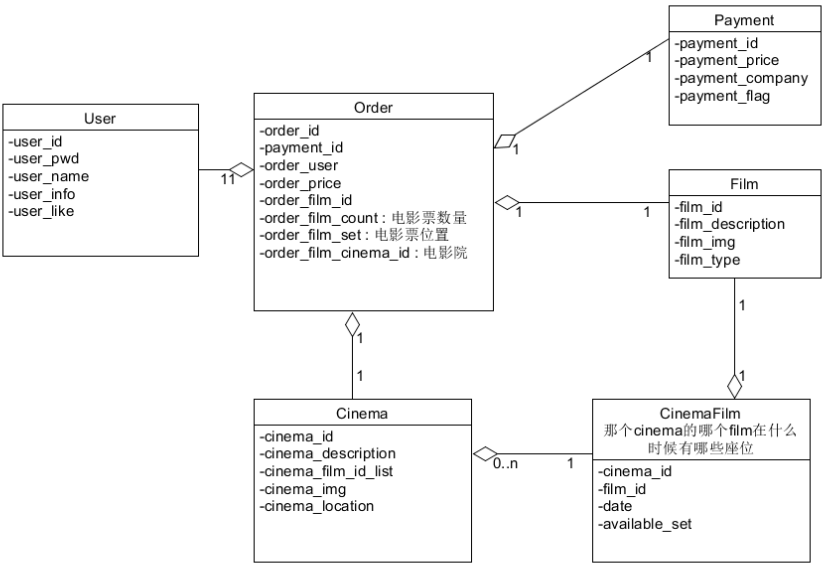 Payment
-payment_id
-payment_price
-payment_company
-payment_flag
1
User
-user_id
-user_pwd
-user_name
-user_info
-user_like
11
Order
-order_id
-payment_id
-order_user
-order_price
-order_film_id
-order_film_count : 电影票数量
-order_film_set : 电影票位置
-order_film_cinema_id : 电影院
1
1
1
Film
-film_id
-film_description
-film_img
-film_type
1
1
1
1
Cinema
-cinema_id
-cinema_description
-cinema_film_id_list
-cinema_img
-cinema_location
0..n
1
CinemaFilm
那个cinema的哪个film在什么
时候有哪些座位
-cinema_id
-film_id
-date
-available_set